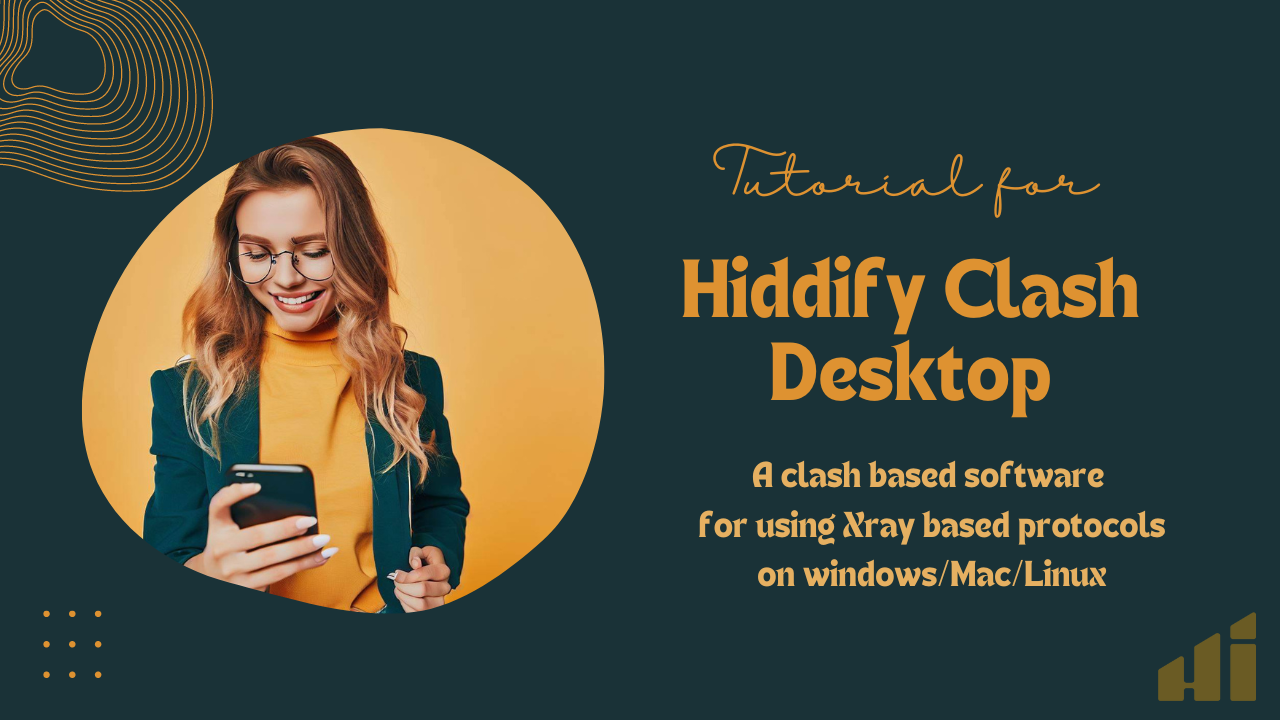 Tutorial for
Hiddify Clash
Desktop
A clash based software
for using Xray based protocols
on windows/Mac/Linux
Hi